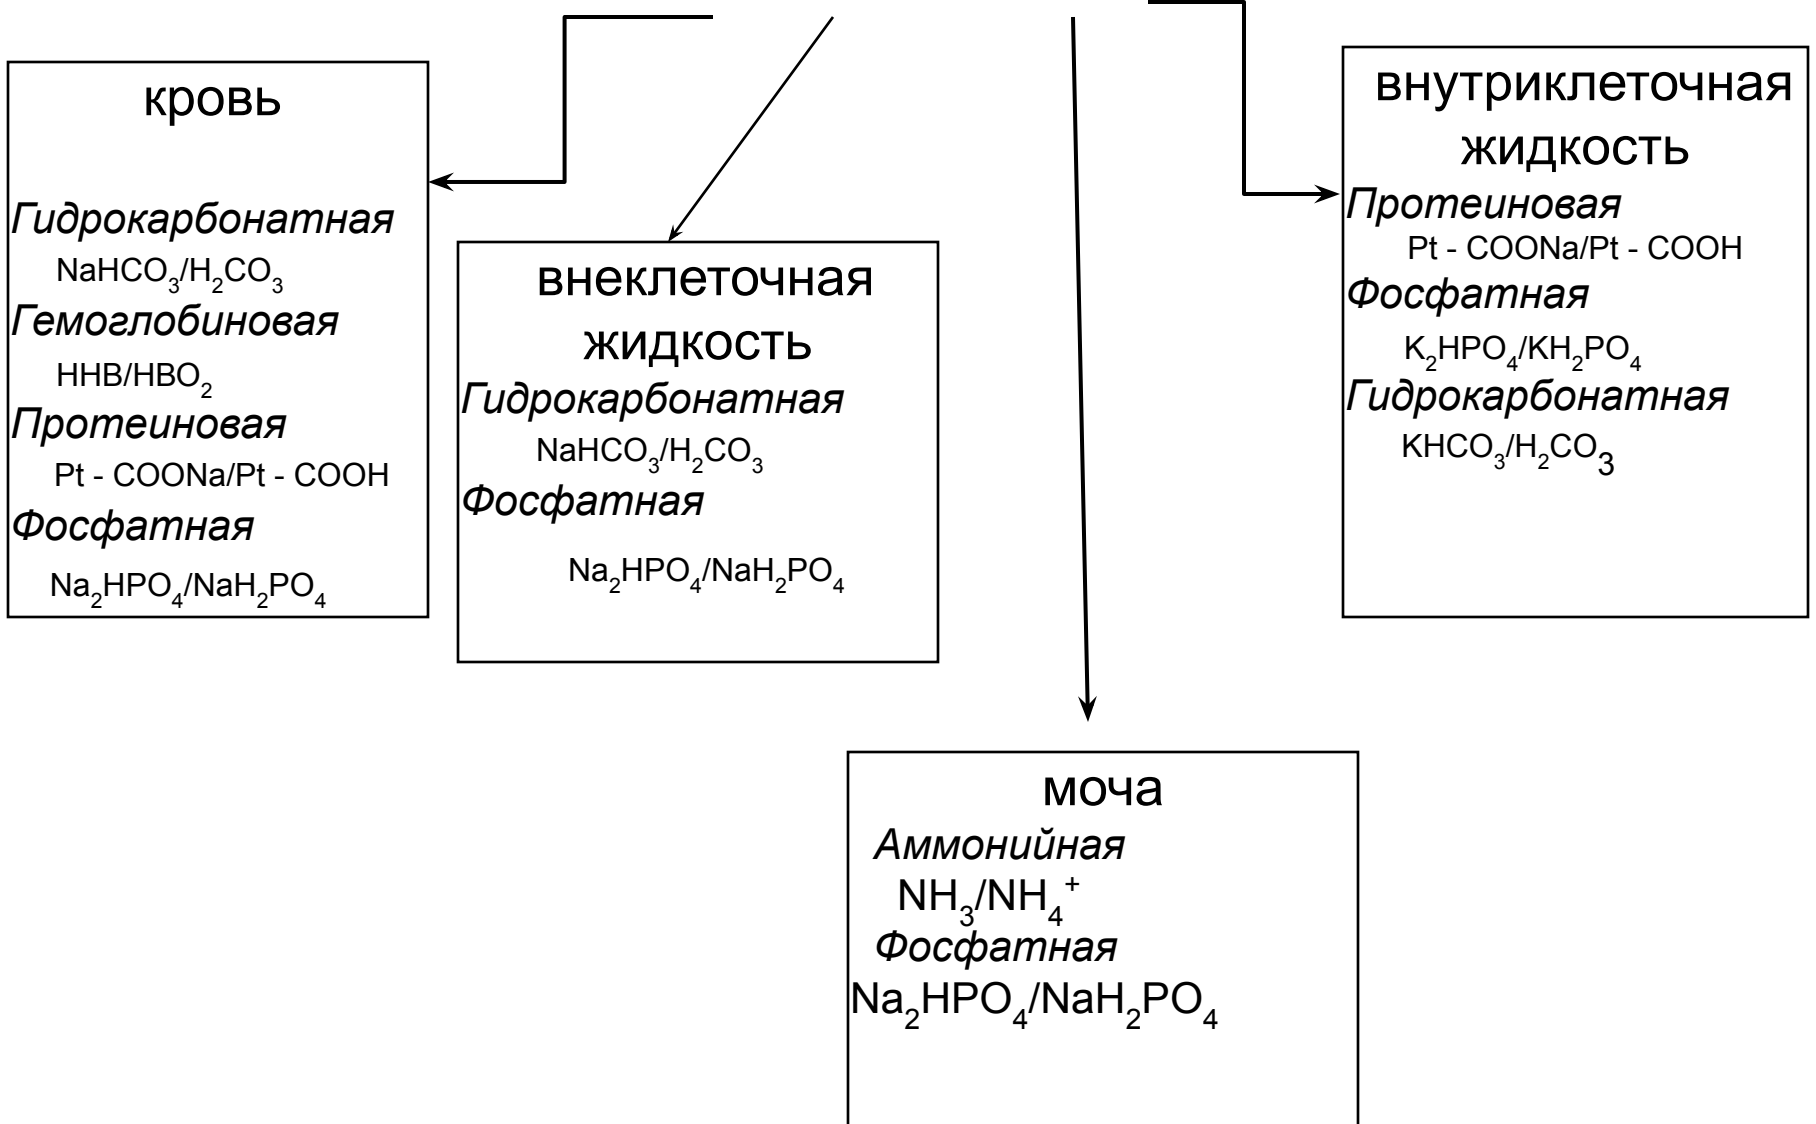 кровь
Гидрокарбонатная
NaHCO₃/H₂CO₃
Гемоглобиновая
HHB/HBO₂
Протеиновая
Pt - COONa/Pt - COOH
Фосфатная
Na₂HPO₄/NaH₂PO₄
внеклеточная
жидкость
Гидрокарбонатная
NaHCO₃/H₂CO₃
Фосфатная
Na₂HPO₄/NaH₂PO₄
внутриклеточная
жидкость
Протеиновая
Pt - COONa/Pt - COOH
Фосфатная
K₂HPO₄/KH₂PO₄
Гидрокарбонатная
KHCO₃/H₂CO₃
моча
Аммонийная
NH₃/NH₄⁺
Фосфатная
Na₂HPO₄/NaH₂PO₄